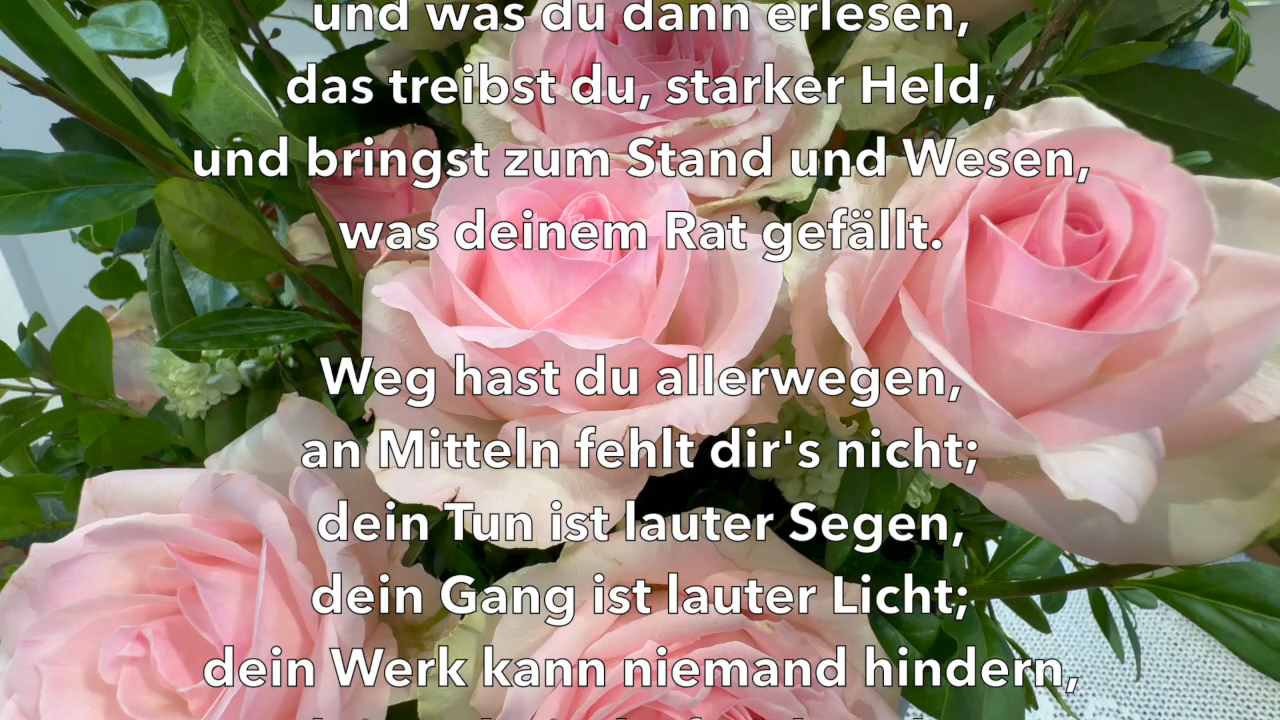 und was du dann erlesen,
das treibst du, starker Held,
und bringst zum Stand und Wesen,
was deinem Rat gefällt.
Weg hast du allerwegen,
an Mitteln fehlt dir's nicht;
dein Tun ist lauter Segen,
dein Gang ist lauter Licht;
dein Werk kann niemand hindern,